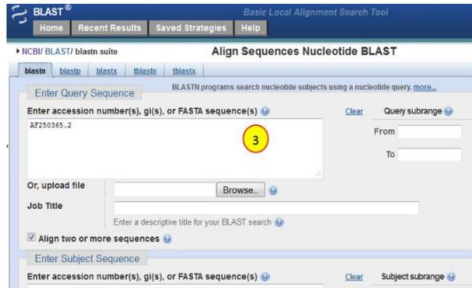 BLAST® Basic Local Alignment Search Tool
Home Recent Results Saved Strategies Help
NCBI/ BLAST/ blastn suite Align Sequences Nucleotide BLAST
blastn blastp blastx tblastn tblastx
Enter Query Sequence BLASTN programs search nucleotide subjects using a nucleotide query. more...
Enter accession number(s), gi(s), or FASTA sequence(s) Clear Query subrange
AF250365.2
3
From
To
Or, upload file Browse..
Job Title
Enter a descriptive title for your BLAST search
Align two or more sequences
Enter Subject Sequence
Enter accession number(s), gi(s), or FASTA sequence(s) Clear Subject subrange